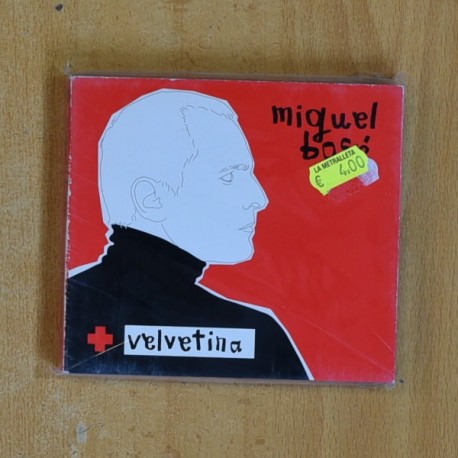 miguel
bosé
LA METRALLETA
€ 4,00
velvetina